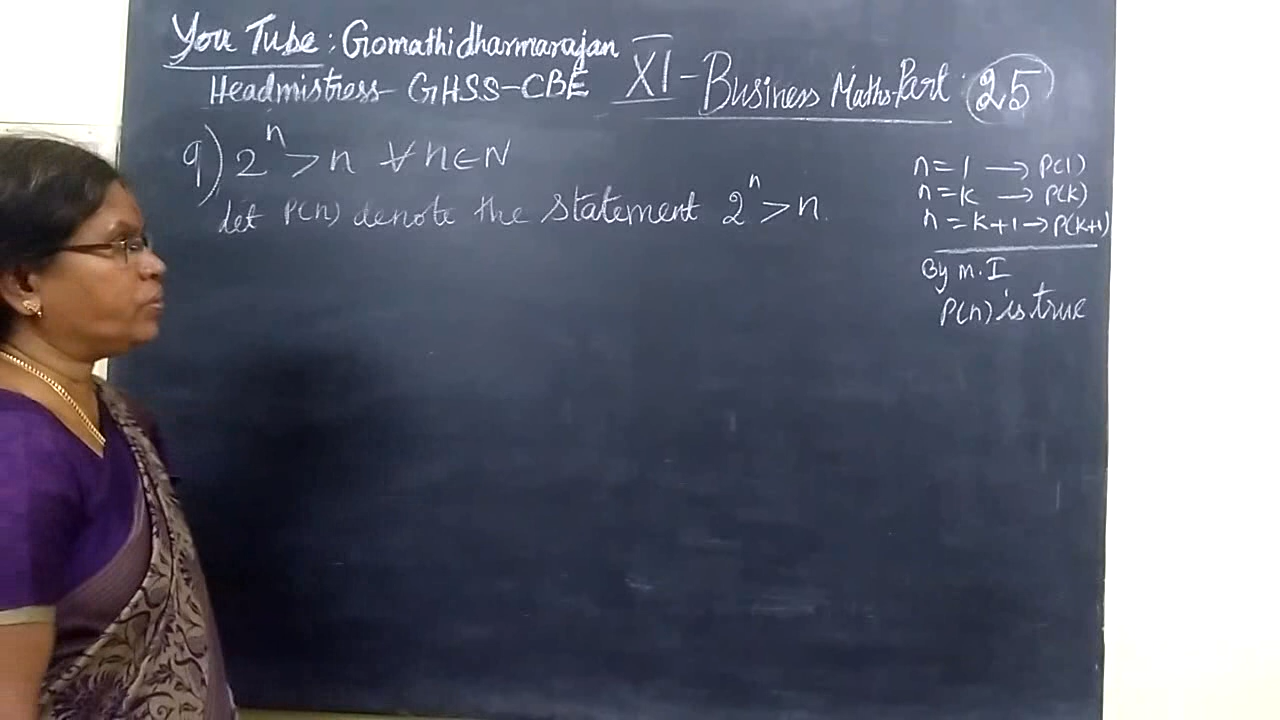 You Tube : Gomathidharmarajan
Headmistress - GHSS-CBE
XI - Business Maths-Part 25
9) 2ⁿ > n ∀ n ∈ N
Let P(n) denote the statement 2ⁿ > n.
n = 1 → P(1)
n = k → P(k)
n = k+1 → P(k+1)
By M.I
P(n) is true